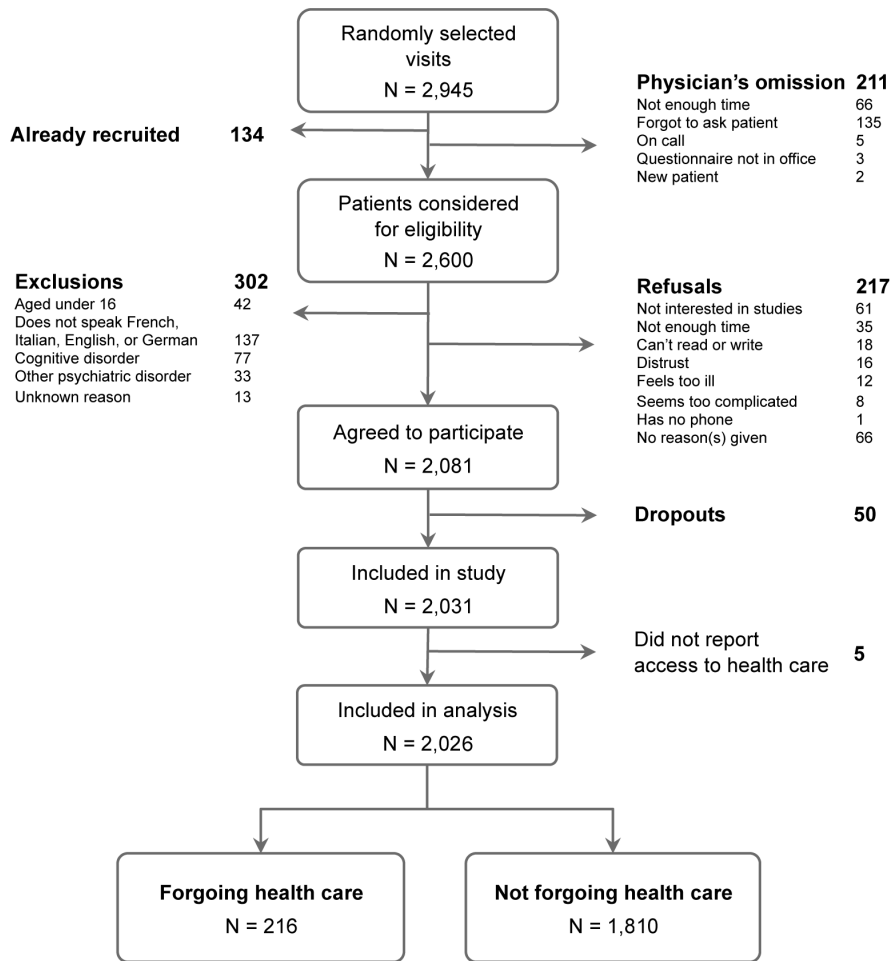 Randomly selected
visits
N = 2,945
Already recruited 134
Physician's omission 211
Not enough time 66
Forgot to ask patient 135
On call 5
Questionnaire not in office 3
New patient 2
Patients considered
for eligibility
N = 2,600
Exclusions 302
Aged under 16 42
Does not speak French,
Italian, English, or German 137
Cognitive disorder 77
Other psychiatric disorder 33
Unknown reason 13
Refusals 217
Not interested in studies 61
Not enough time 35
Can't read or write 18
Distrust 16
Feels too ill 12
Seems too complicated 8
Has no phone 1
No reason(s) given 66
Agreed to participate
N = 2,081
Dropouts 50
Included in study
N = 2,031
Did not report
access to health care 5
Included in analysis
N = 2,026
Forgoing health care
N = 216
Not forgoing health care
N = 1,810